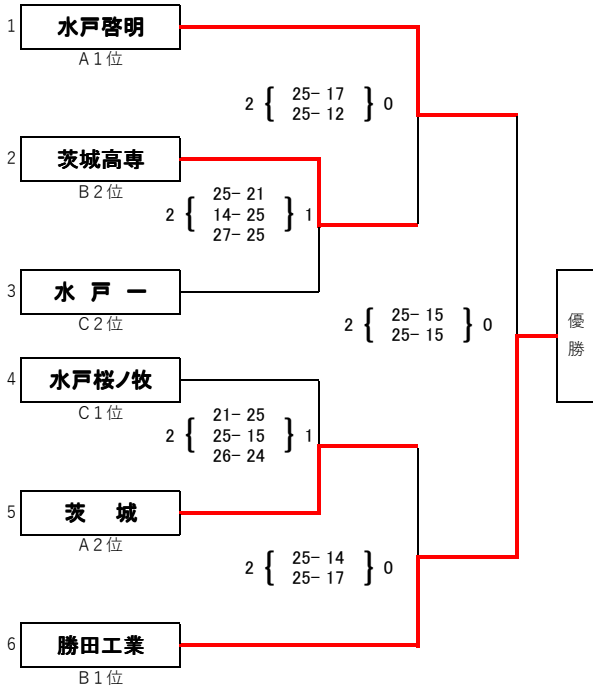 1 水戸啓明
A1位
2 { 25-17 } 0
25-12
2 茨城高専
B2位
2 { 25-21 } 1
14-25
27-25
3 水 戸 一
C2位
2 { 25-15 } 0
25-15
優
勝
4 水戸桜ノ牧
C1位
2 { 21-25 } 1
25-15
26-24
5 茨 城
A2位
2 { 25-14 } 0
25-17
6 勝田工業
B1位